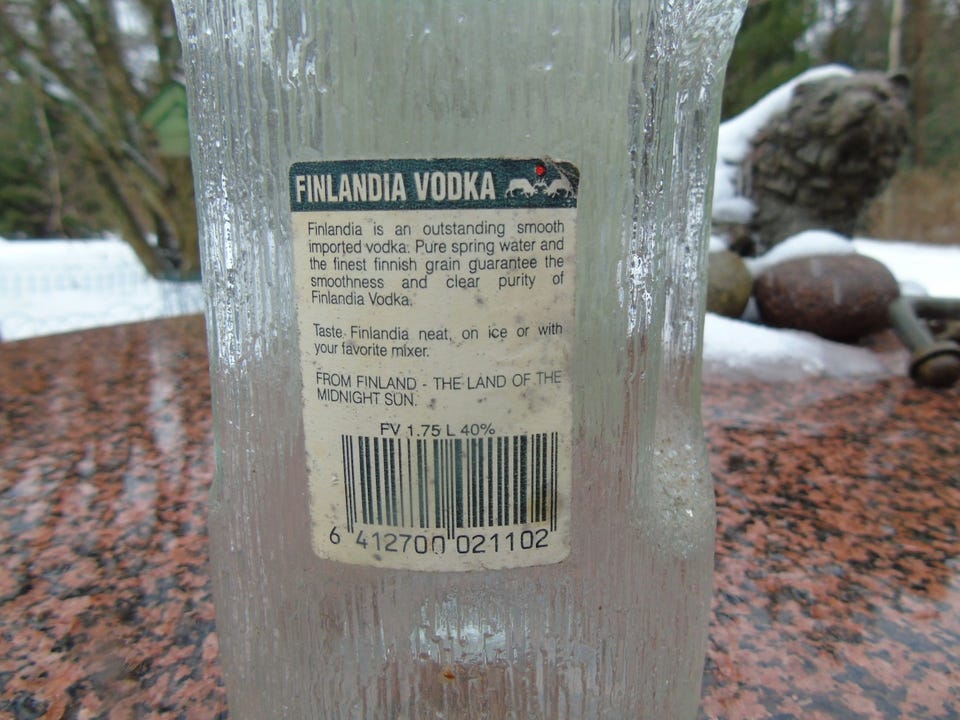 FINLANDIA VODKA
Finlandia is an outstanding smooth
imported vodka. Pure spring water and
the finest finnish grain guarantee the
smoothness and clear purity of
Finlandia Vodka.
Taste Finlandia neat, on ice or with
your favorite mixer.
FROM FINLAND - THE LAND OF THE
MIDNIGHT SUN.
FV 1.75 L 40%
6 412700 021102